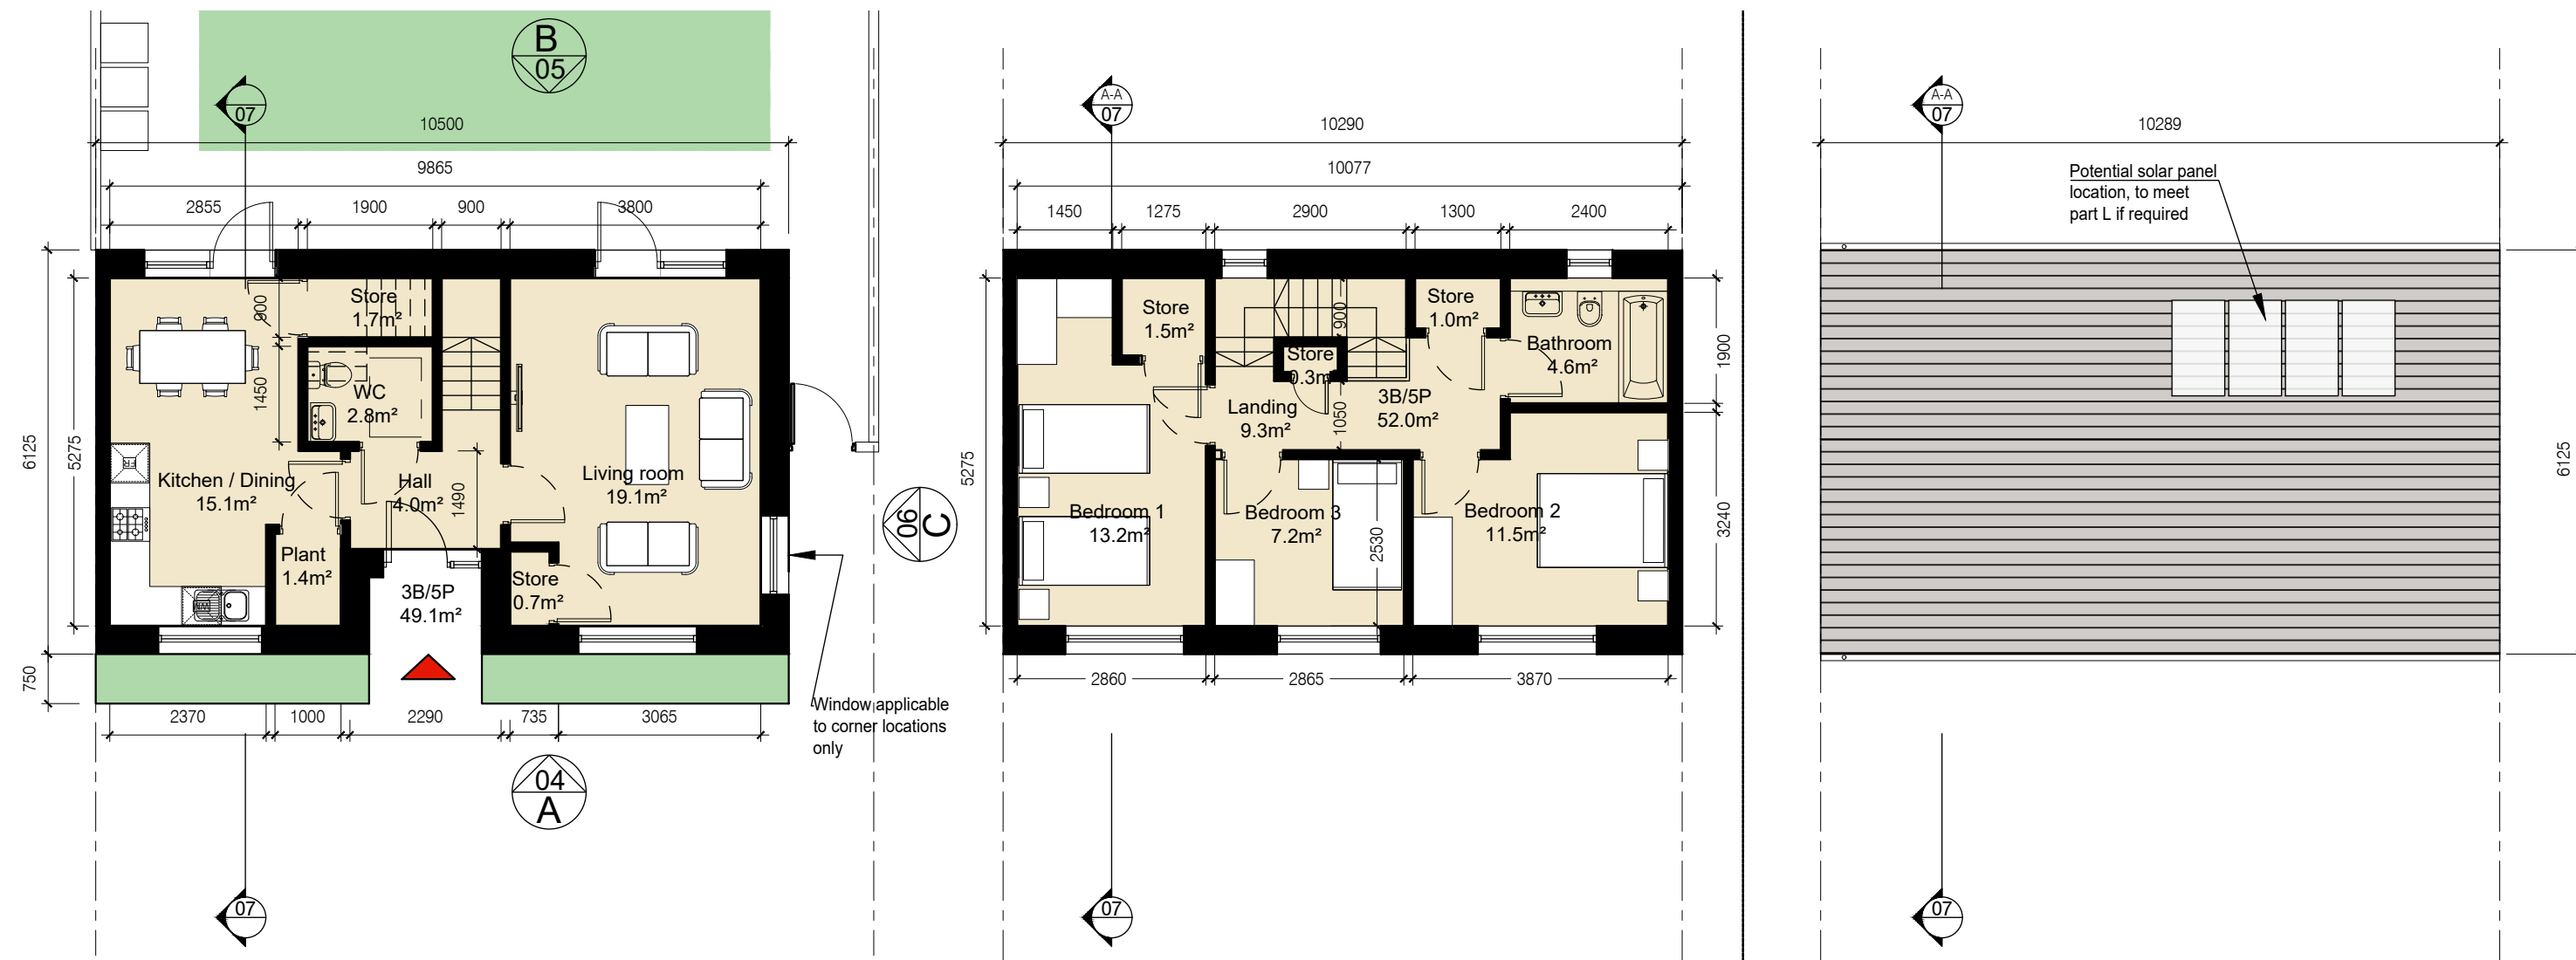 B
05
07
10500
9865
2855
1900
900
3800
Store
1.7m²
900
1450
WC
2.8m²
6125
5275
Kitchen / Dining
15.1m²
Hall
4.0m²
1490
Living room
19.1m²
Plant
1.4m²
Store
0.7m²
3B/5P
49.1m²
750
2370
1000
2290
735
3065
Window applicable
to corner locations
only
04
A
06
C
07
A-A
07
10290
10077
1450
1275
2900
1300
2400
Store
1.5m²
900
Store
1.0m²
Bathroom
4.6m²
1900
Store
0.3m
Landing
9.3m²
1050
3B/5P
52.0m²
5275
Bedroom 1
13.2m²
Bedroom 3
7.2m²
2530
Bedroom 2
11.5m²
3240
2860
2865
3870
07
A-A
07
10289
Potential solar panel
location, to meet
part L if required
6125
07